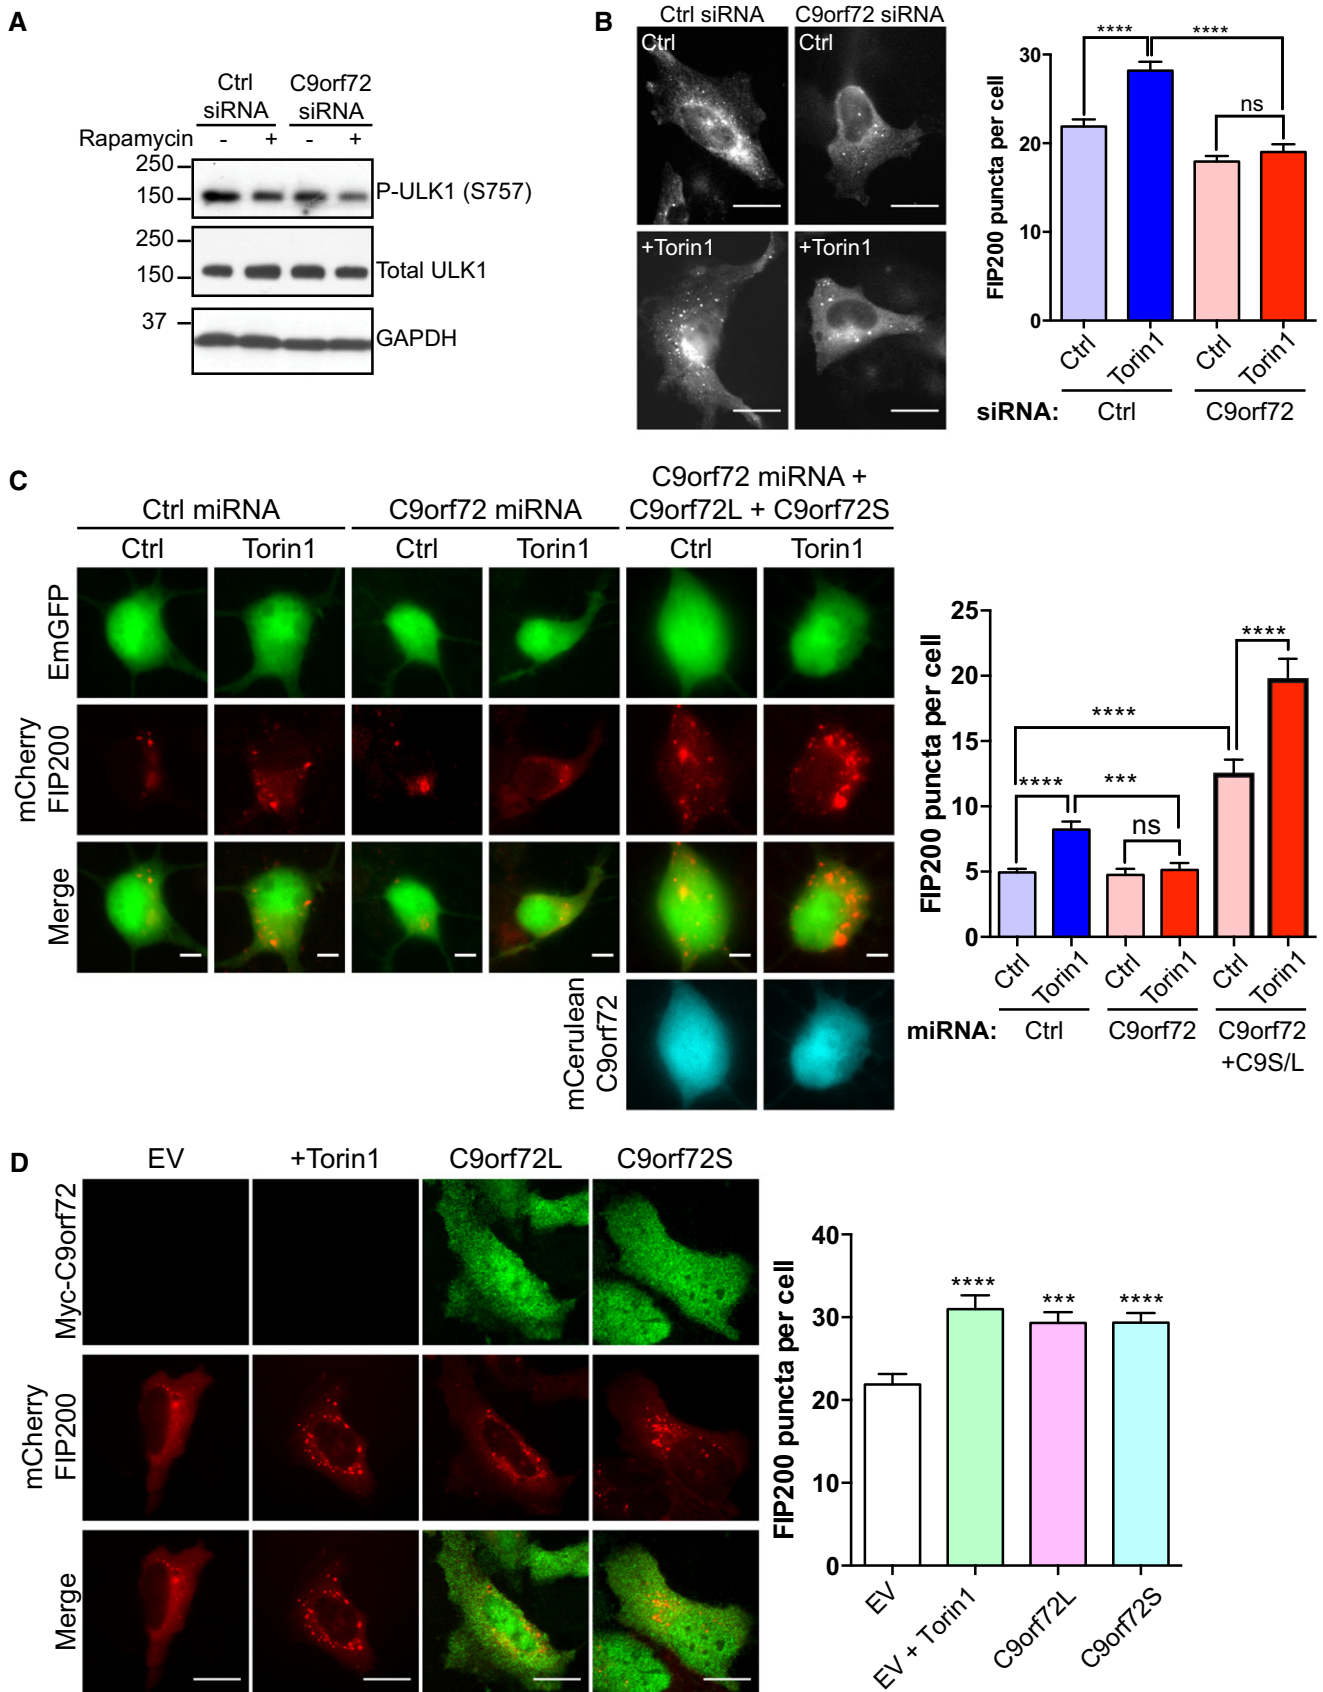 A
Ctrl siRNA
C9orf72 siRNA
Rapamycin - + - +
250
150
P-ULK1 (S757)
250
150
Total ULK1
37
GAPDH
B
Ctrl siRNA C9orf72 siRNA
Ctrl
Ctrl
+Torin1
+Torin1
FIP200 puncta per cell
30
20
10
0
****
****
ns
Ctrl
Torin1
Ctrl
Torin1
siRNA: Ctrl C9orf72
C
Ctrl miRNA
C9orf72 miRNA
C9orf72 miRNA +
C9orf72L + C9orf72S
Ctrl Torin1 Ctrl Torin1 Ctrl Torin1
EmGFP
mCherry
FIP200
Merge
mCerulean
C9orf72
FIP200 puncta per cell
25
20
15
10
5
0
****
****
****
***
ns
Ctrl
Torin1
Ctrl
Torin1
Ctrl
Torin1
miRNA: Ctrl C9orf72 C9orf72
+C9S/L
D
EV +Torin1 C9orf72L C9orf72S
Myc-C9orf72
mCherry
FIP200
Merge
FIP200 puncta per cell
40
30
20
10
0
****
***
****
EV
EV + Torin1
C9orf72L
C9orf72S